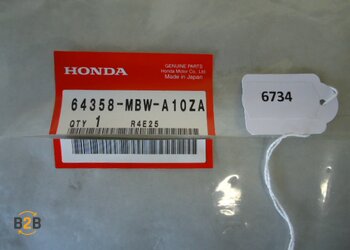 HONDA
GENUINE PARTS
Honda Motor Co., Ltd.
Made in Japan
64358-MBW-A10ZA
QTY 1 R4E25
6734
B2B